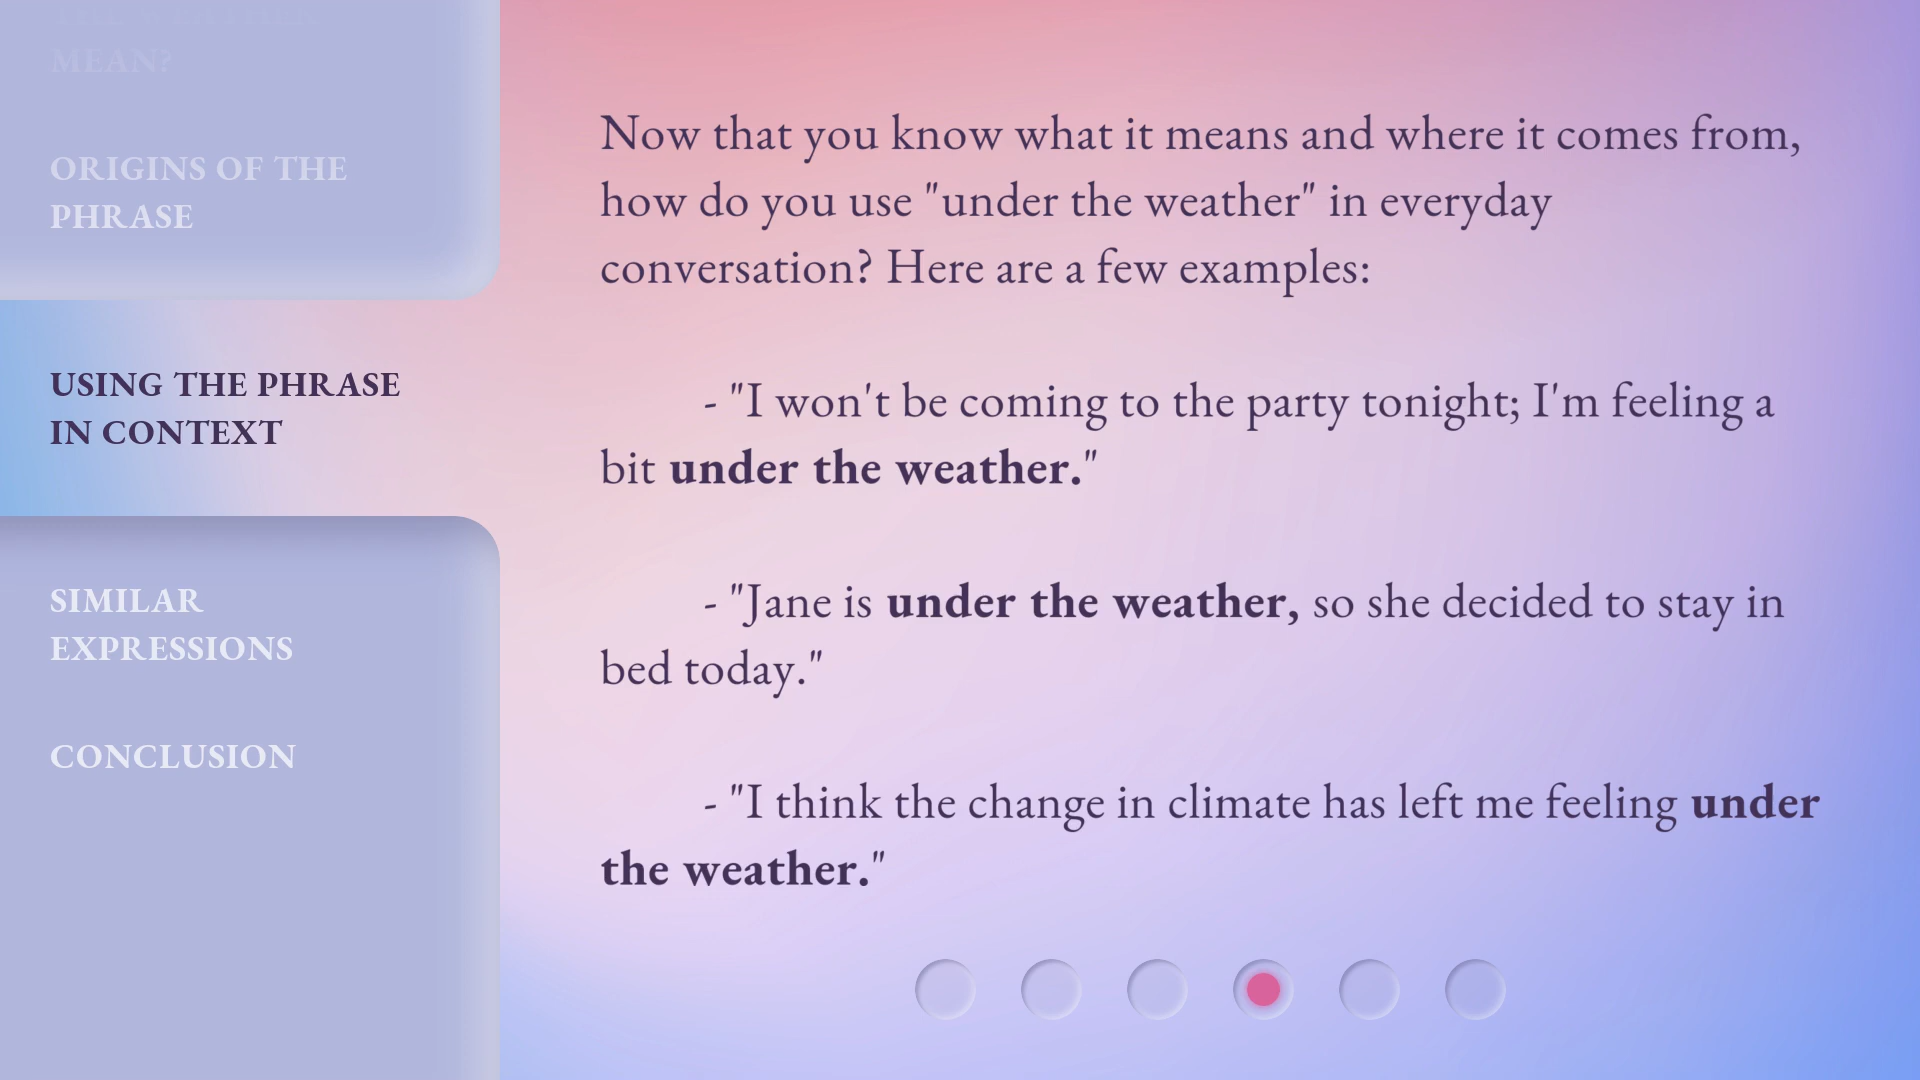 MEAN?
ORIGINS OF THE
PHRASE
USING THE PHRASE
IN CONTEXT
SIMILAR
EXPRESSIONS
CONCLUSION
Now that you know what it means and where it comes from,
how do you use "under the weather" in everyday
conversation? Here are a few examples:
- "I won't be coming to the party tonight; I'm feeling a
bit under the weather."
- "Jane is under the weather, so she decided to stay in
bed today."
- "I think the change in climate has left me feeling under
the weather."